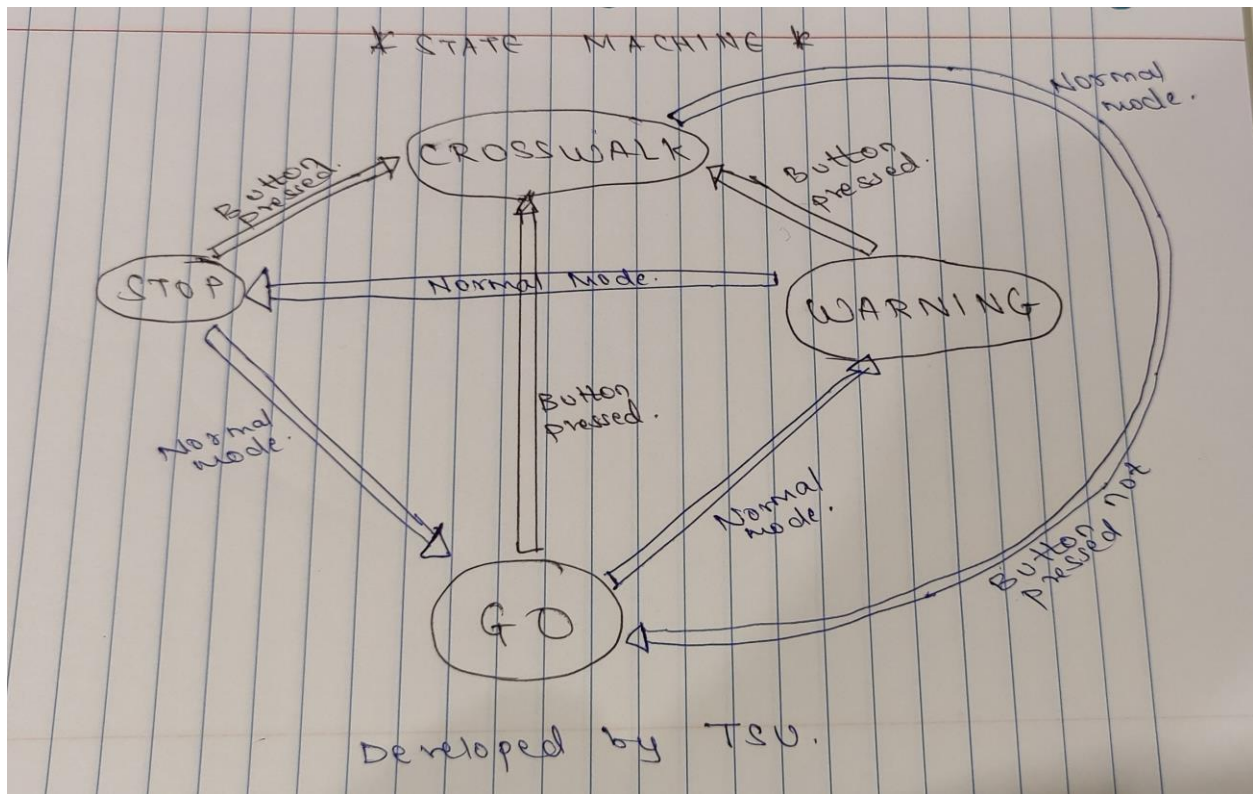 * STATE MACHINE *
Normal
mode.
CROSSWALK
Button
pressed.
Button
pressed.
STOP
Normal Mode.
WARNING
Button
pressed.
Normal
mode.
Normal
mode.
Button not
pressed
GO
Developed by TSU.